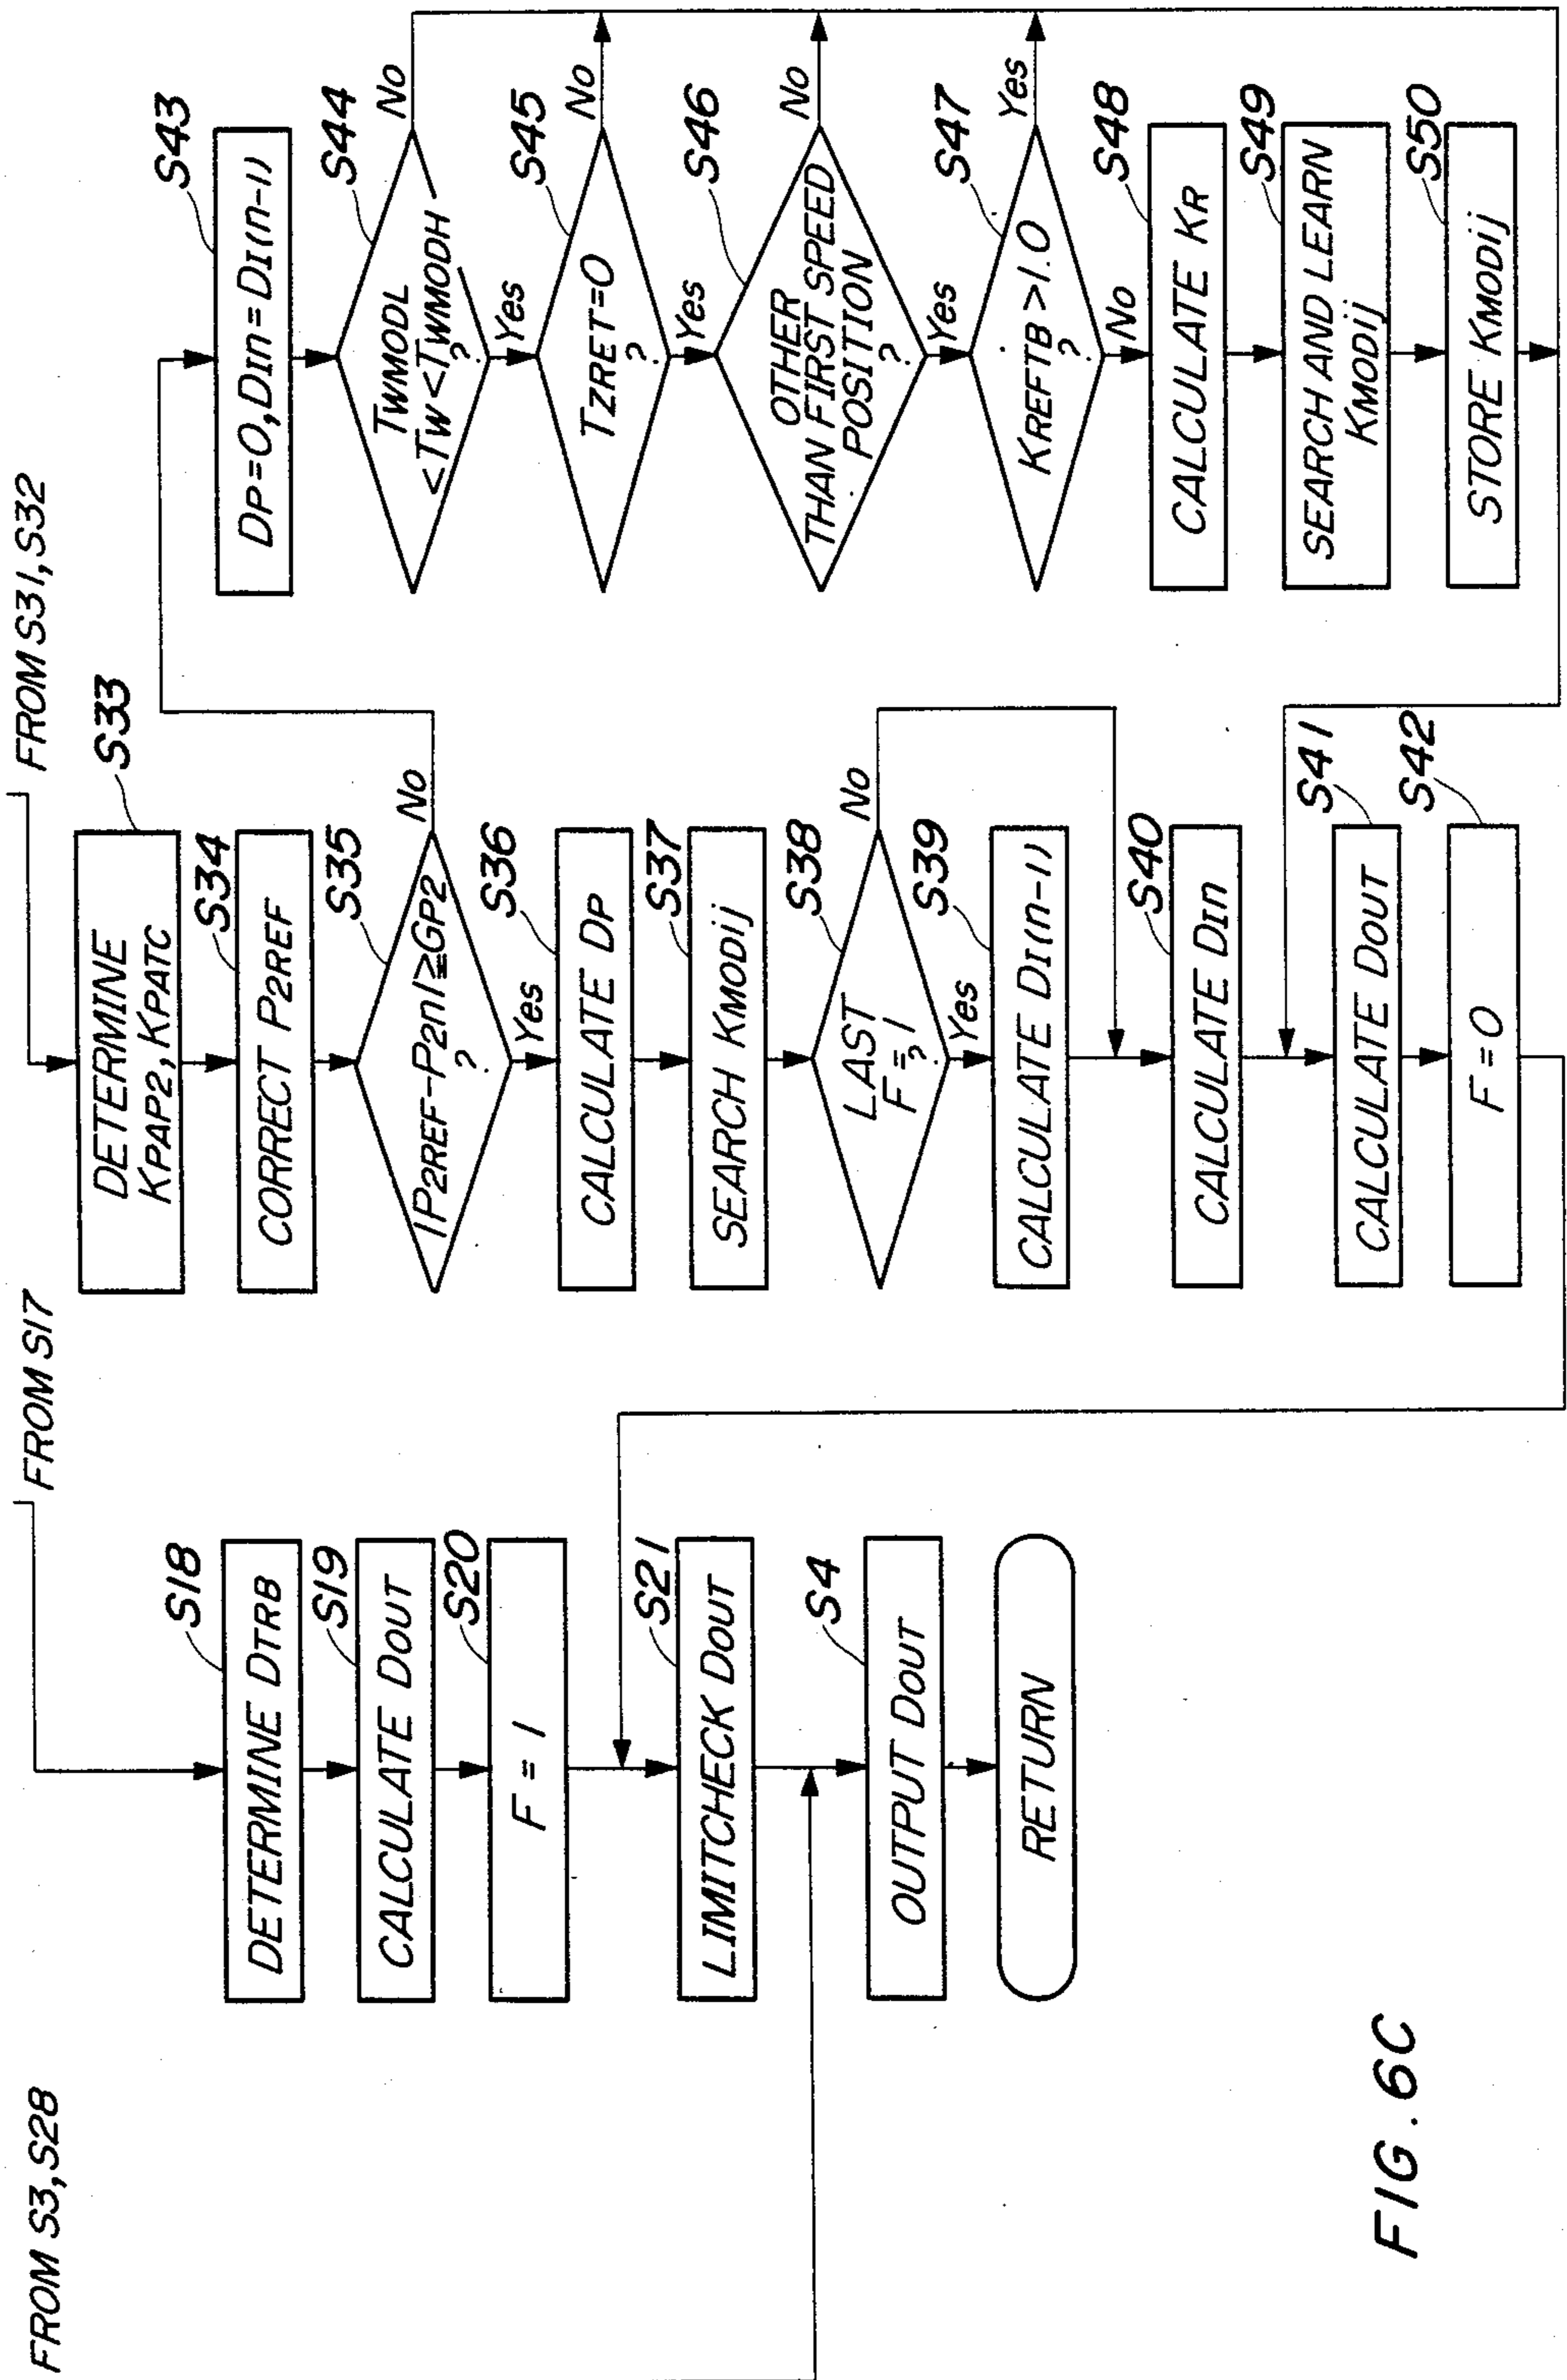 FROM S3, S28
FROM S17
S18
DETERMINE DTRB
S19
CALCULATE DOUT
S20
F = 1
S21
LIMITCHECK DOUT
S4
OUTPUT DOUT
RETURN
FROM S31, S32
S33
DETERMINE
KPAP2, KPATC
S34
CORRECT P2REF
S35
|P2REF-P2n|≧GP2
?
No
Yes
S36
CALCULATE DP
S37
SEARCH KMODij
S38
LAST
F = 1
?
No
Yes
S39
CALCULATE DI(n-1)
S40
CALCULATE DIn
S41
CALCULATE DOUT
S42
F = 0
S43
DP=0, DIn=DI(n-1)
S44
TWMODL
<TW<TWMODH
?
No
Yes
S45
TZRET=0
?
No
Yes
S46
OTHER
THAN FIRST SPEED
POSITION
?
No
Yes
S47
KREFTB>1.0
?
Yes
No
S48
CALCULATE KR
S49
SEARCH AND LEARN
KMODij
S50
STORE KMODij
FIG. 6C